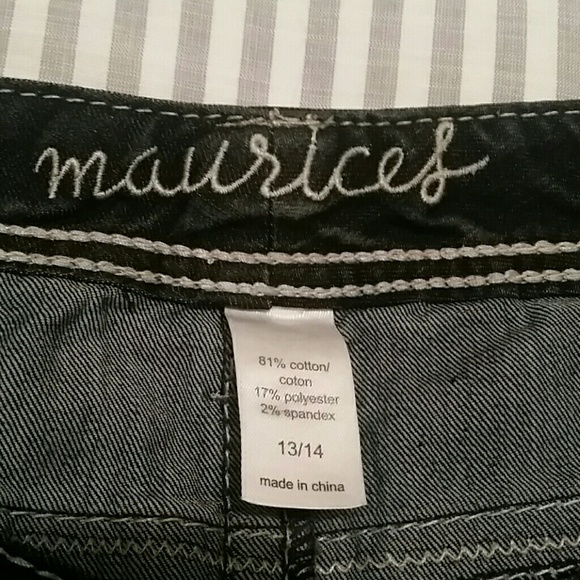 maurices
81% cotton/
coton
17% polyester
2% spandex
13/14
made in china